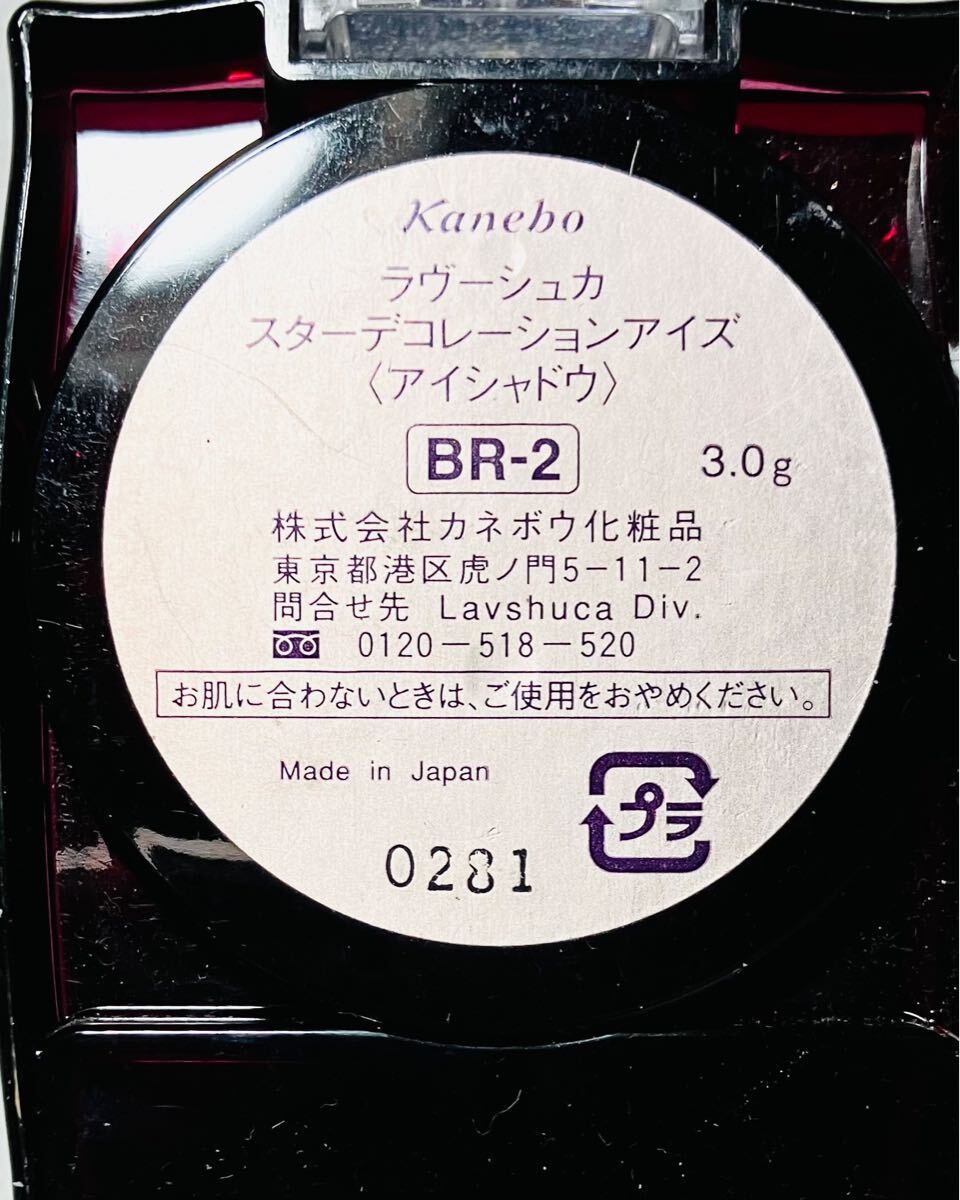 Kanebo
ラヴーシュカ
スターデコレーションアイズ
〈アイシャドウ〉
BR-2 3.0g
株式会社カネボウ化粧品
東京都港区虎ノ門5-11-2
問合せ先 Lavshuca Div.
0120-518-520
お肌に合わないときは、ご使用をおやめください。
Made in Japan
プラ
0281